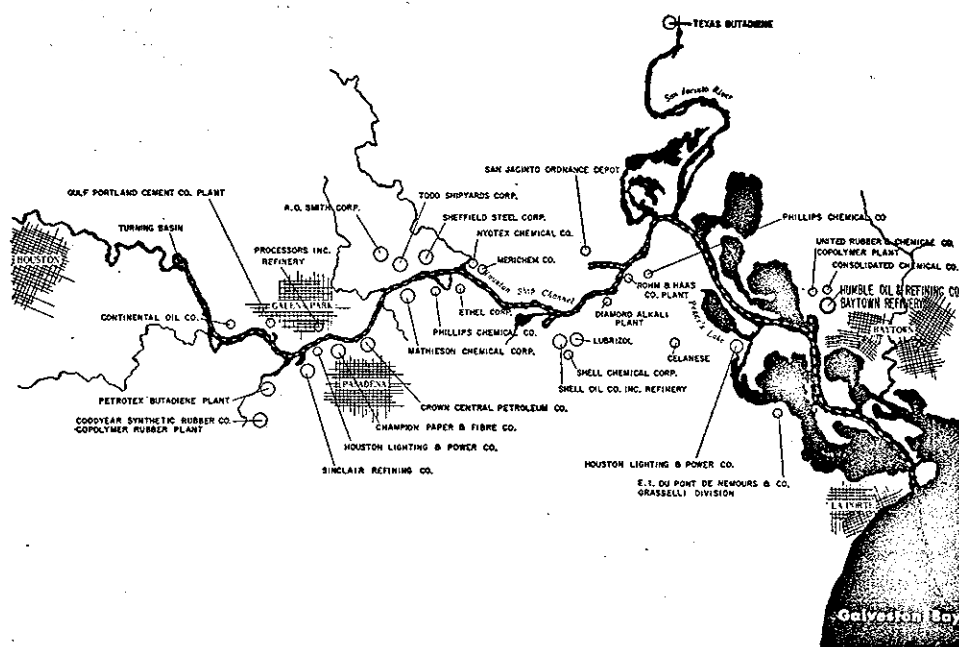 TEXAS BUTADIENE
San Jacinto River
SAN JACINTO ORDNANCE DEPOT
GULF PORTLAND CEMENT CO. PLANT
TODD SHIPYARDS CORP.
A.O. SMITH CORP.
SHEFFIELD STEEL CORP.
PHILLIPS CHEMICAL CO
TURNING BASIN
PROCESSORS INC.
REFINERY
NYOTEX CHEMICAL CO.
MERICHEM CO.
UNITED RUBBER & CHEMICAL CO.
COPOLYMER PLANT
CONSOLIDATED CHEMICAL CO.
HOUSTON
Houston Ship Channel
ROHM & HAAS
CO. PLANT
HUMBLE OIL & REFINING CO
BAYTOWN REFINERY
GALENA PARK
ETHEL CORP.
CONTINENTAL OIL CO.
PHILLIPS CHEMICAL CO.
DIAMOND ALKALI
PLANT
Lake
BAYTOWN
MATHIESON CHEMICAL CORP.
LUBRIZOL
CELANESE
SHELL CHEMICAL CORP.
SHELL OIL CO. INC. REFINERY
PASADENA
PETROTEX BUTADIENE PLANT
CROWN CENTRAL PETROLEUM CO.
GOODYEAR SYNTHETIC RUBBER CO.
COPOLYMER RUBBER PLANT
CHAMPION PAPER & FIBRE CO.
HOUSTON LIGHTING & POWER CO.
SINCLAIR REFINING CO.
HOUSTON LIGHTING & POWER CO.
E.I. DU PONT DE NEMOURS & CO.
GRASSELLI DIVISION
LA PORTE
Galveston Bay